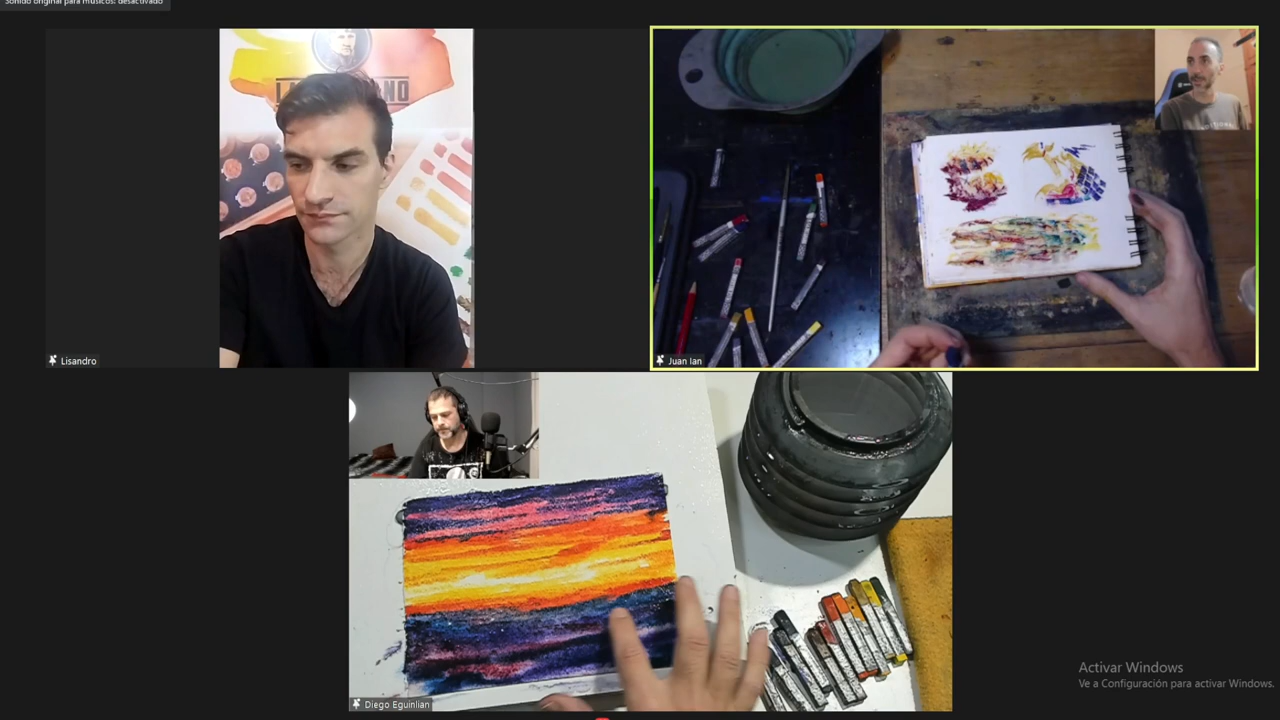 Sonido original para músicos: desactivado
Lisandro
Juan Ian
Diego Eguinlian
Activar Windows
Ve a Configuración para activar Windows.